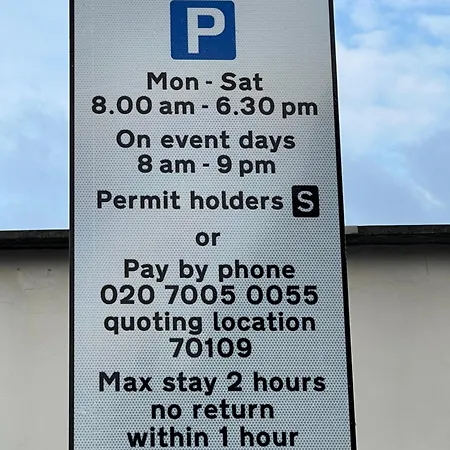 P
Mon - Sat
8.00 am - 6.30 pm
On event days
8 am - 9 pm
Permit holders S
or
Pay by phone
020 7005 0055
quoting location
70109
Max stay 2 hours
no return
within 1 hour